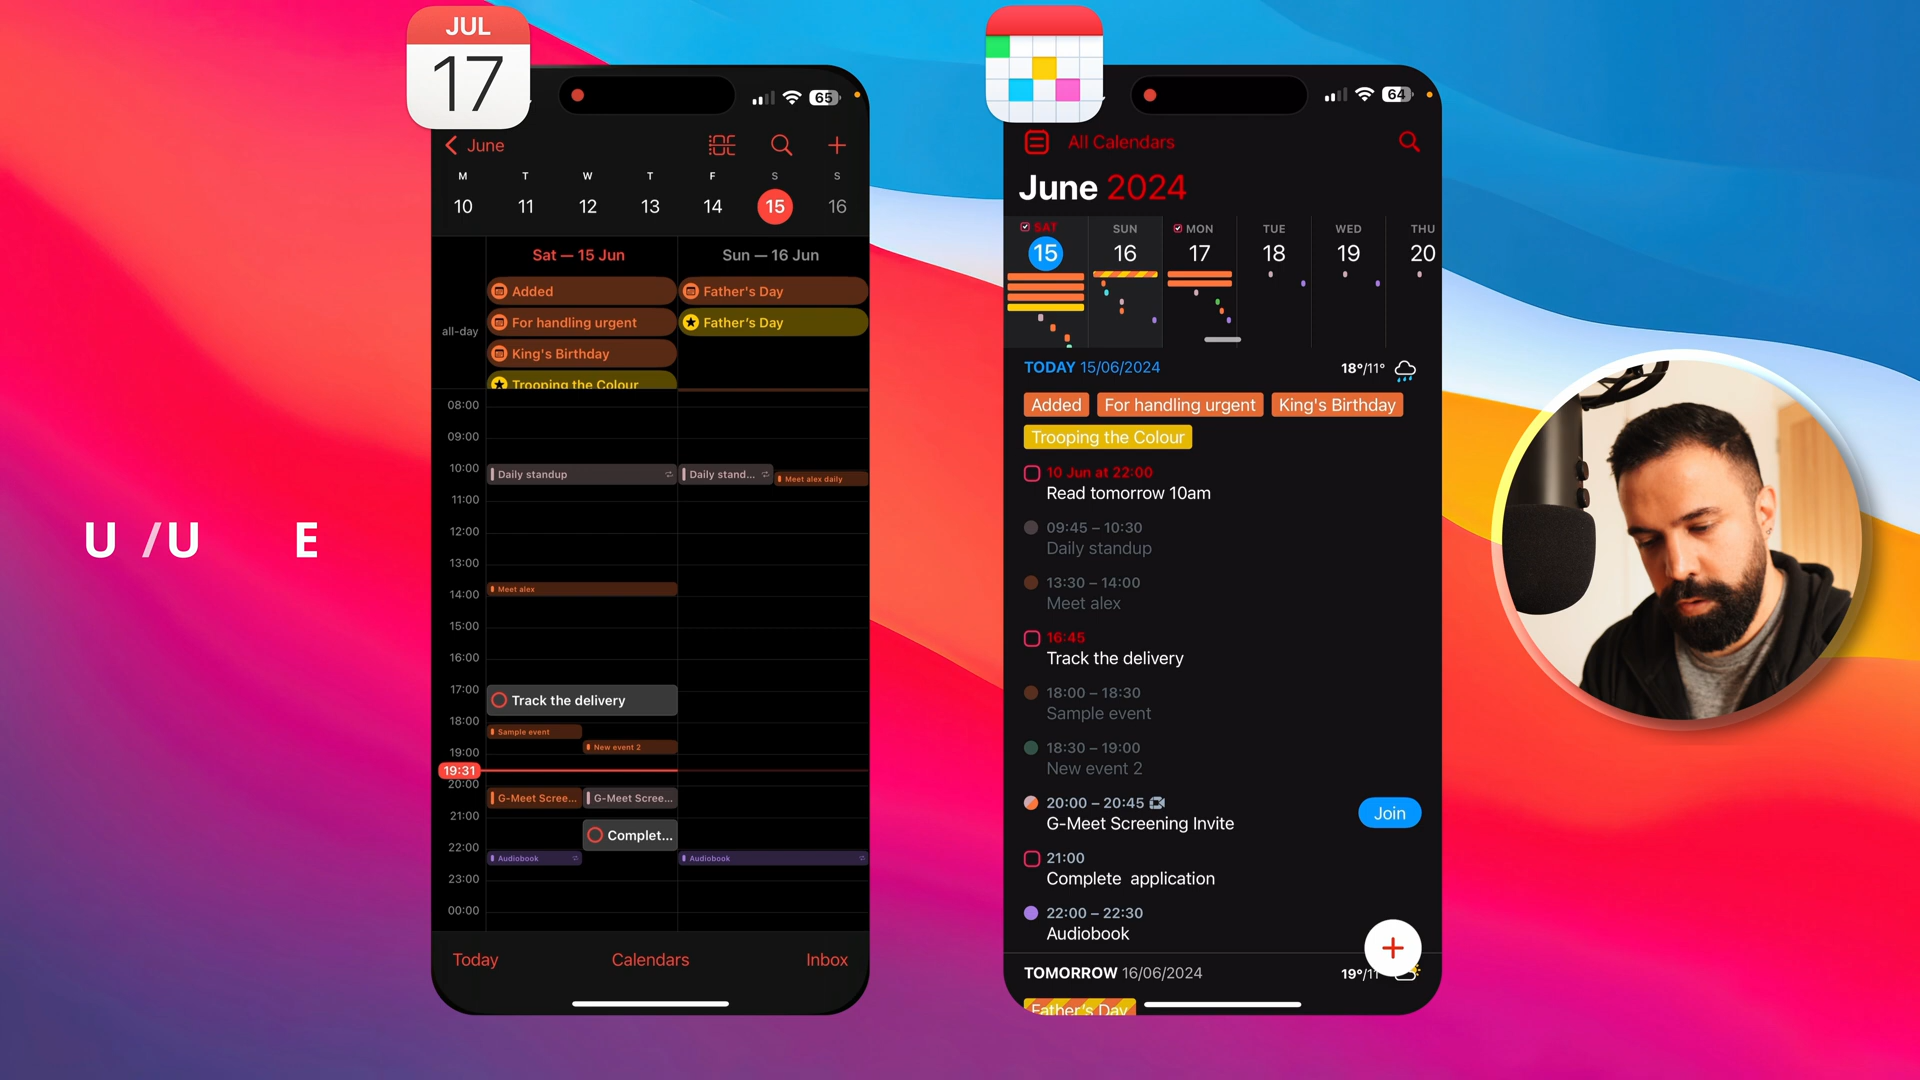 JUL
17
65
June
M T W T F S S
10 11 12 13 14 15 16
Sat — 15 Jun
Sun — 16 Jun
all-day
Added
Father's Day
For handling urgent
Father's Day
King's Birthday
Trooping the Colour
08:00
09:00
10:00
Daily standup
Daily stand...
Meet alex daily
11:00
12:00
13:00
Meet alex
14:00
15:00
16:00
17:00
Track the delivery
18:00
Sample event
New event 2
19:00
19:31
20:00
G-Meet Scree...
G-Meet Scree...
21:00
Complet...
22:00
Audiobook
Audiobook
23:00
00:00
Today
Calendars
Inbox
U /U E
64
All Calendars
June 2024
SAT SUN MON TUE WED THU
15 16 17 18 19 20
TODAY 15/06/2024
18°/11°
Added
For handling urgent
King's Birthday
Trooping the Colour
10 Jun at 22:00
Read tomorrow 10am
09:45 – 10:30
Daily standup
13:30 – 14:00
Meet alex
16:45
Track the delivery
18:00 – 18:30
Sample event
18:30 – 19:00
New event 2
20:00 – 20:45
G-Meet Screening Invite
Join
21:00
Complete application
22:00 – 22:30
Audiobook
TOMORROW 16/06/2024
19°/11
Father's Day